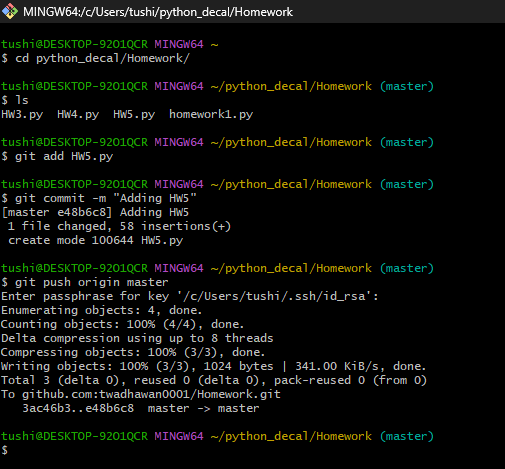 MINGW64:/c/Users/tushi/python_decal/Homework
tushi@DESKTOP-9201QCR MINGW64 ~
$ cd python_decal/Homework/
tushi@DESKTOP-9201QCR MINGW64 ~/python_decal/Homework (master)
$ ls
HW3.py  HW4.py  HW5.py  homework1.py
tushi@DESKTOP-9201QCR MINGW64 ~/python_decal/Homework (master)
$ git add HW5.py
tushi@DESKTOP-9201QCR MINGW64 ~/python_decal/Homework (master)
$ git commit -m "Adding HW5"
[master e48b6c8] Adding HW5
 1 file changed, 58 insertions(+)
 create mode 100644 HW5.py
tushi@DESKTOP-9201QCR MINGW64 ~/python_decal/Homework (master)
$ git push origin master
Enter passphrase for key '/c/Users/tushi/.ssh/id_rsa':
Enumerating objects: 4, done.
Counting objects: 100% (4/4), done.
Delta compression using up to 8 threads
Compressing objects: 100% (3/3), done.
Writing objects: 100% (3/3), 1024 bytes | 341.00 KiB/s, done.
Total 3 (delta 0), reused 0 (delta 0), pack-reused 0 (from 0)
To github.com:twadhawan0001/Homework.git
   3ac46b3..e48b6c8  master -> master
tushi@DESKTOP-9201QCR MINGW64 ~/python_decal/Homework (master)
$